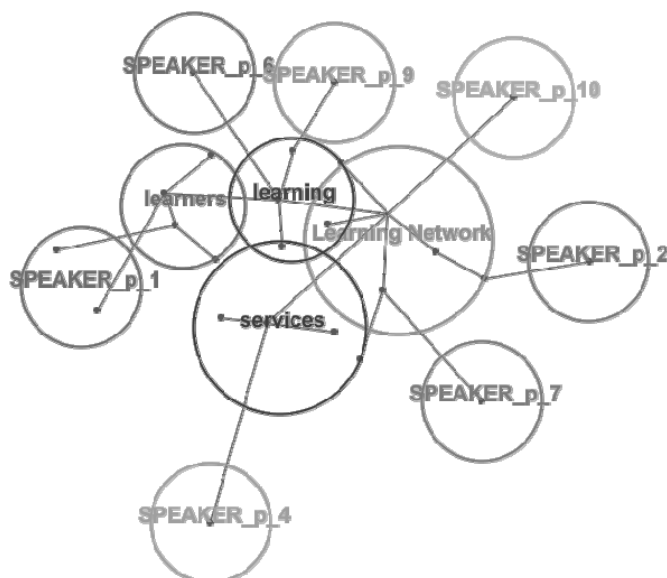 SPEAKER_p_6
SPEAKER_p_9
SPEAKER_p_10
learners
learning
Learning Network
SPEAKER_p_1
SPEAKER_p_2
services
SPEAKER_p_7
SPEAKER_p_4